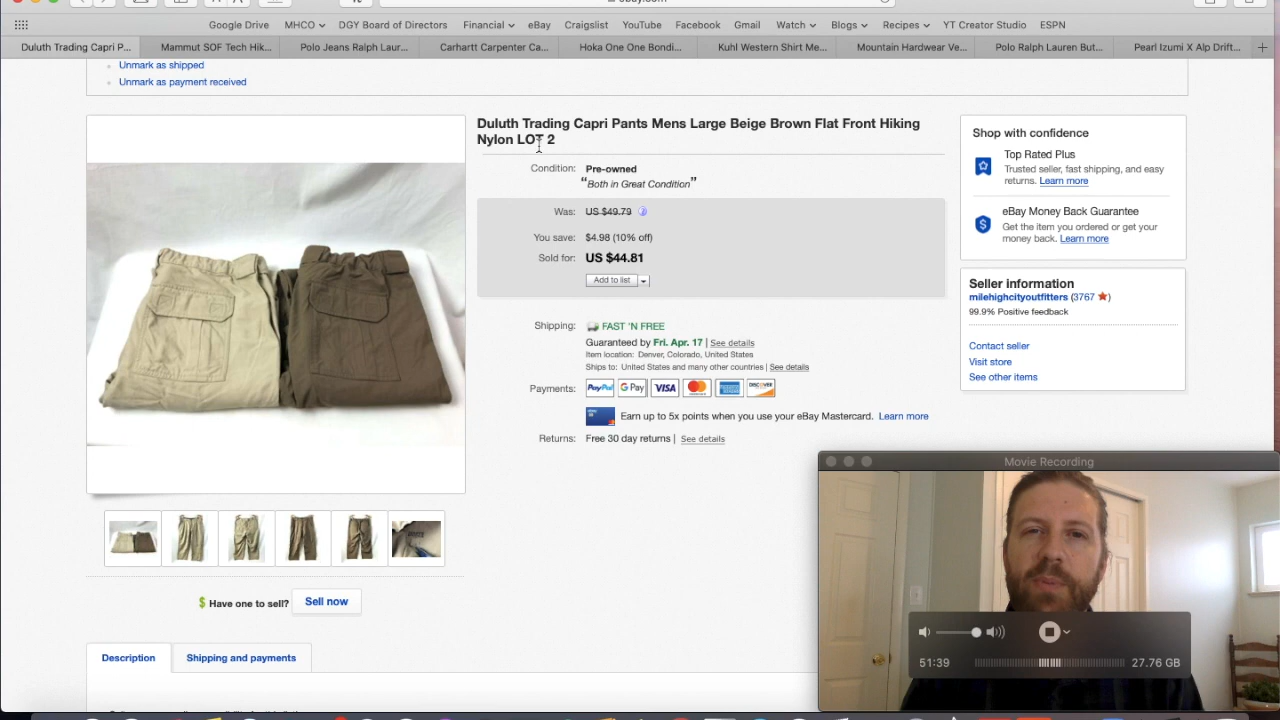 ebay.com
Google Drive MHCO DGY Board of Directors Financial eBay Craigslist YouTube Facebook Gmail Watch Blogs Recipes YT Creator Studio ESPN
Duluth Trading Capri P... Mammut SOF Tech Hik... Polo Jeans Ralph Laur... Carhartt Carpenter Ca... Hoka One One Bondi... Kuhl Western Shirt Me... Mountain Hardwear Ve... Polo Ralph Lauren But... Pearl Izumi X Alp Drift...
Unmark as shipped
Unmark as payment received
Duluth Trading Capri Pants Mens Large Beige Brown Flat Front Hiking
Nylon LOT 2
Condition: Pre-owned
"Both in Great Condition"
Was: US $49.79
You save: $4.98 (10% off)
Sold for: US $44.81
Add to list
Shipping: FAST 'N FREE
Guaranteed by Fri. Apr. 17 | See details
Item location: Denver, Colorado, United States
Ships to: United States and many other countries | See details
Payments: PayPal G Pay VISA MasterCard AMERICAN EXPRESS DISCOVER
Earn up to 5x points when you use your eBay Mastercard. Learn more
Returns: Free 30 day returns | See details
Shop with confidence
Top Rated Plus
Trusted seller, fast shipping, and easy
returns. Learn more
eBay Money Back Guarantee
Get the item you ordered or get your
money back. Learn more
Seller information
milehighcityoutfitters (3767)
99.9% Positive feedback
Contact seller
Visit store
See other items
Have one to sell? Sell now
Description Shipping and payments
Movie Recording
51:39 27.76 GB